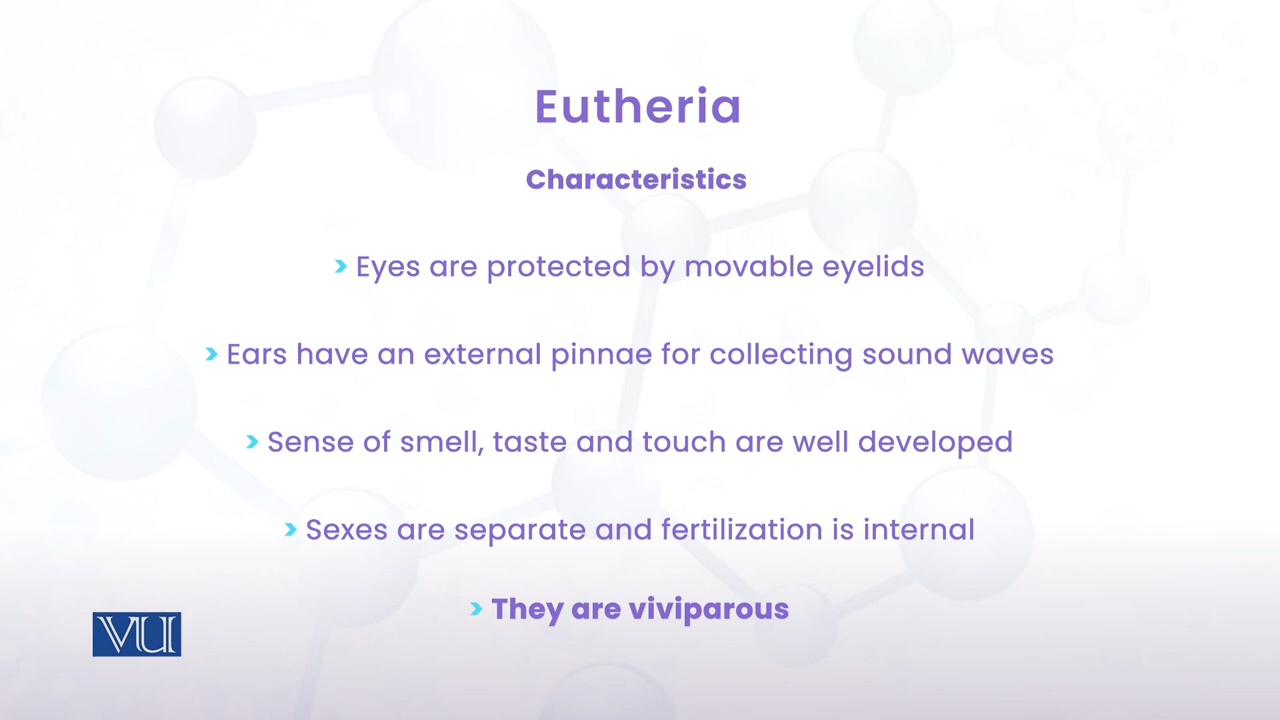 Eutheria
Characteristics
> Eyes are protected by movable eyelids
> Ears have an external pinnae for collecting sound waves
> Sense of smell, taste and touch are well developed
> Sexes are separate and fertilization is internal
> They are viviparous
VU